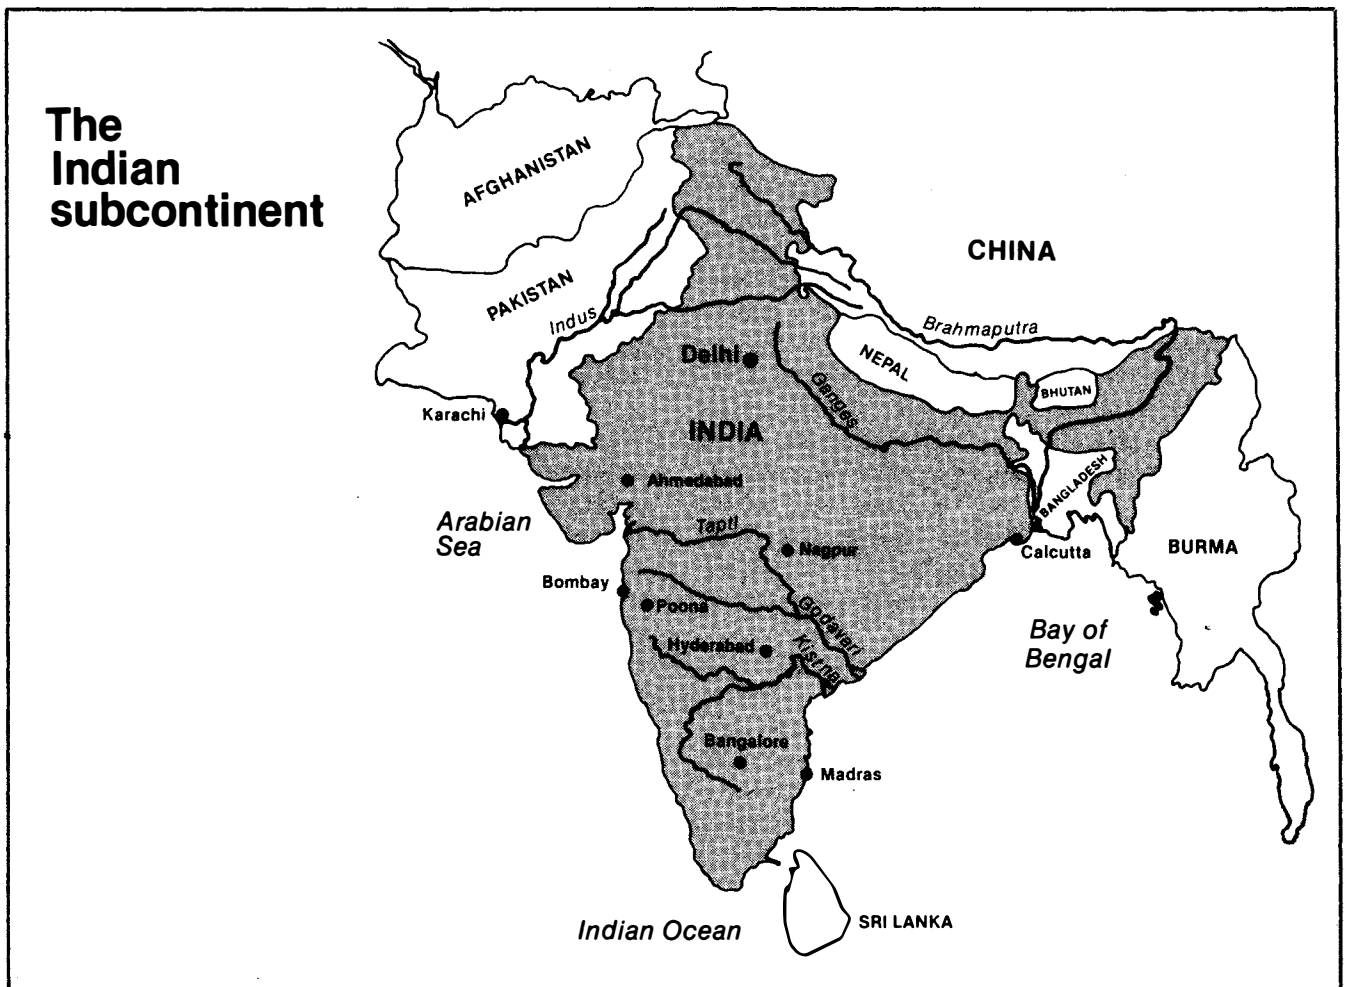 The
Indian
subcontinent
AFGHANISTAN
CHINA
PAKISTAN
Indus
Brahmaputra
NEPAL
Delhi
BHUTAN
Ganges
Karachi
INDIA
BANGLADESH
Ahmedabad
Arabian
Sea
Tapti
Nagpur
Calcutta
BURMA
Bombay
Poona
Godavari
Bay of
Bengal
Hyderabad
Kistna
Bangalore
Madras
SRI LANKA
Indian Ocean